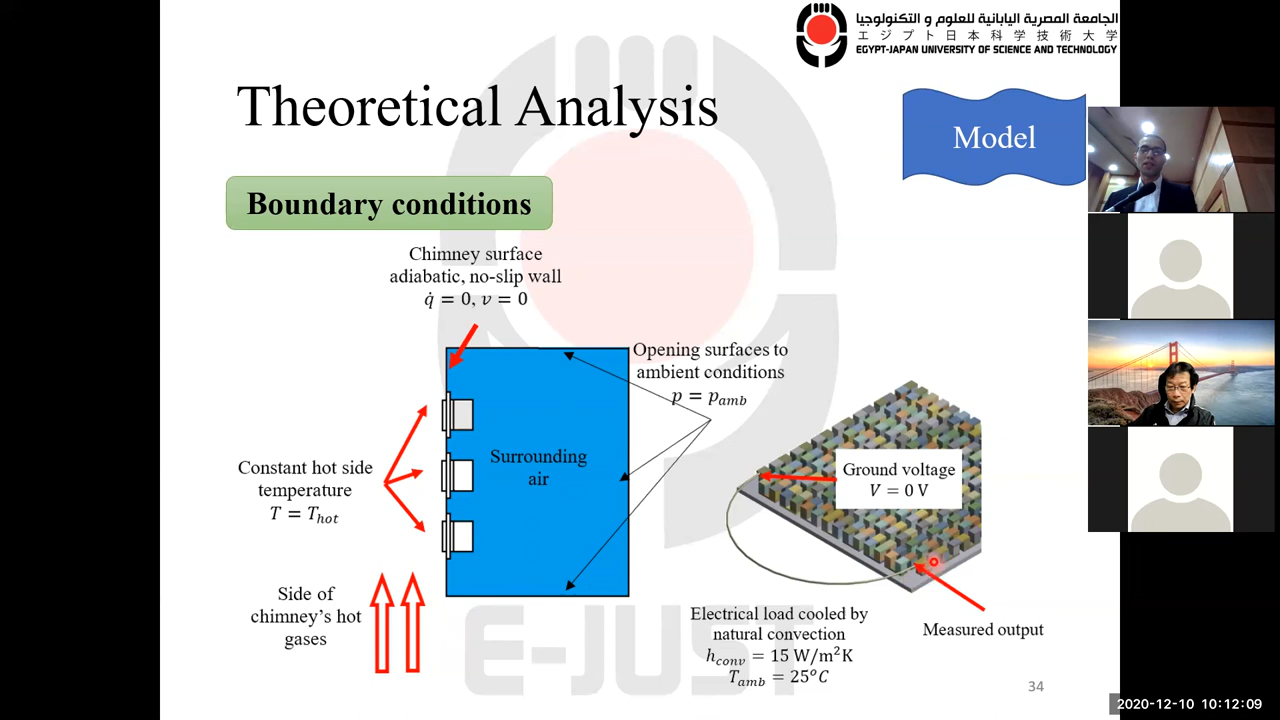 الجامعة المصرية اليابانية للعلوم و التكنولوجيا
エジプト日本科学技術大学
EGYPT-JAPAN UNIVERSITY OF SCIENCE AND TECHNOLOGY
Theoretical Analysis
Model
Boundary conditions
Chimney surface
adiabatic, no-slip wall
q̇ = 0, v = 0
Opening surfaces to
ambient conditions
p = p_amb
Surrounding
air
Constant hot side
temperature
T = T_hot
Ground voltage
V = 0 V
Side of
chimney's hot
gases
Electrical load cooled by
natural convection
h_conv = 15 W/m²K
T_amb = 25°C
Measured output
E-JUST
34
2020-12-10 10:12:09